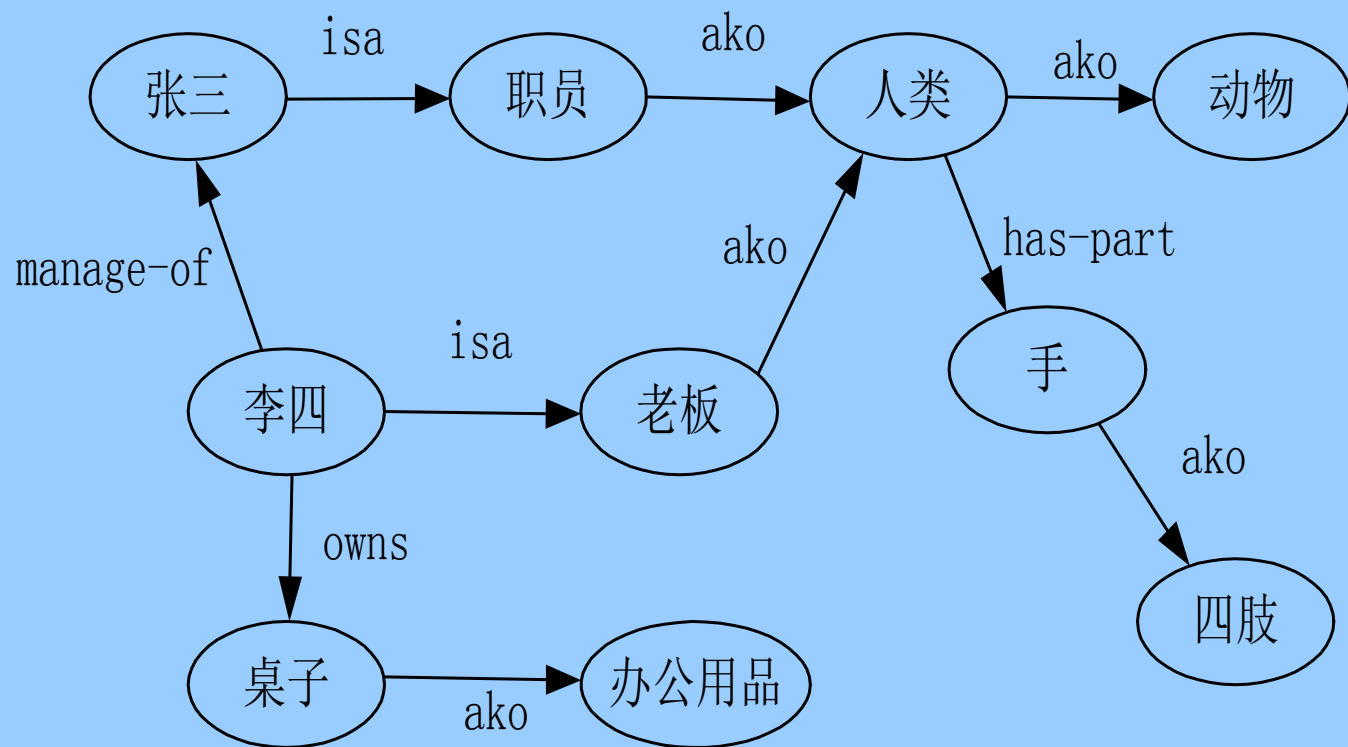 isa
ako
ako
张三
职员
人类
动物
manage-of
ako
has-part
isa
手
李四
老板
ako
owns
四肢
桌子
办公用品
ako